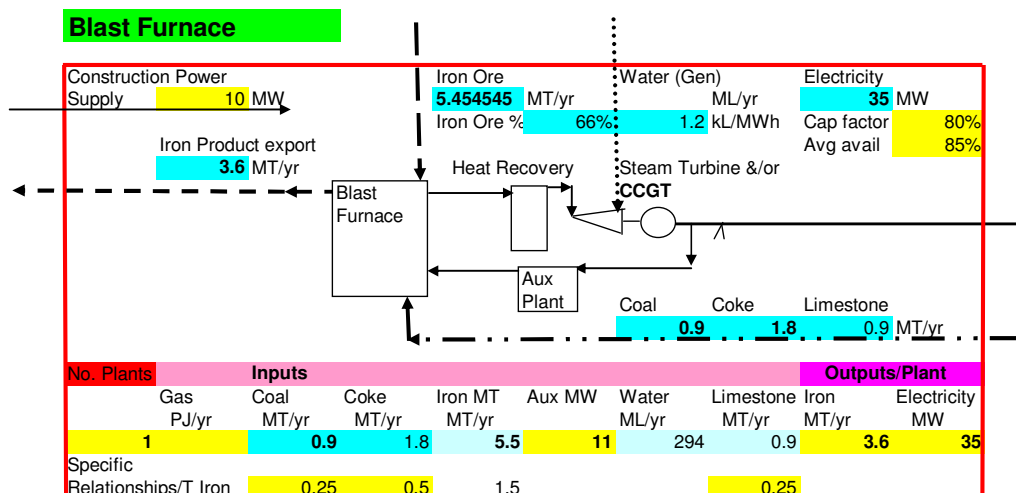 Blast Furnace
Construction Power Iron Ore Water (Gen) Electricity
Supply 10 MW 5.454545 MT/yr ML/yr 35 MW
Iron Ore % 66% 1.2 kL/MWh Cap factor 80%
Iron Product export Avg avail 85%
3.6 MT/yr Heat Recovery Steam Turbine &/or
CCGT
Blast
Furnace
Aux
Plant
Coal Coke Limestone
0.9 1.8 0.9 MT/yr
No. Plants Inputs Outputs/Plant
Gas Coal Coke Iron MT Aux MW Water Limestone Iron Electricity
PJ/yr MT/yr MT/yr MT/yr ML/yr MT/yr MT/yr MW
1 0.9 1.8 5.5 11 294 0.9 3.6 35
Specific
Relationships/T Iron 0.25 0.5 1.5 0.25